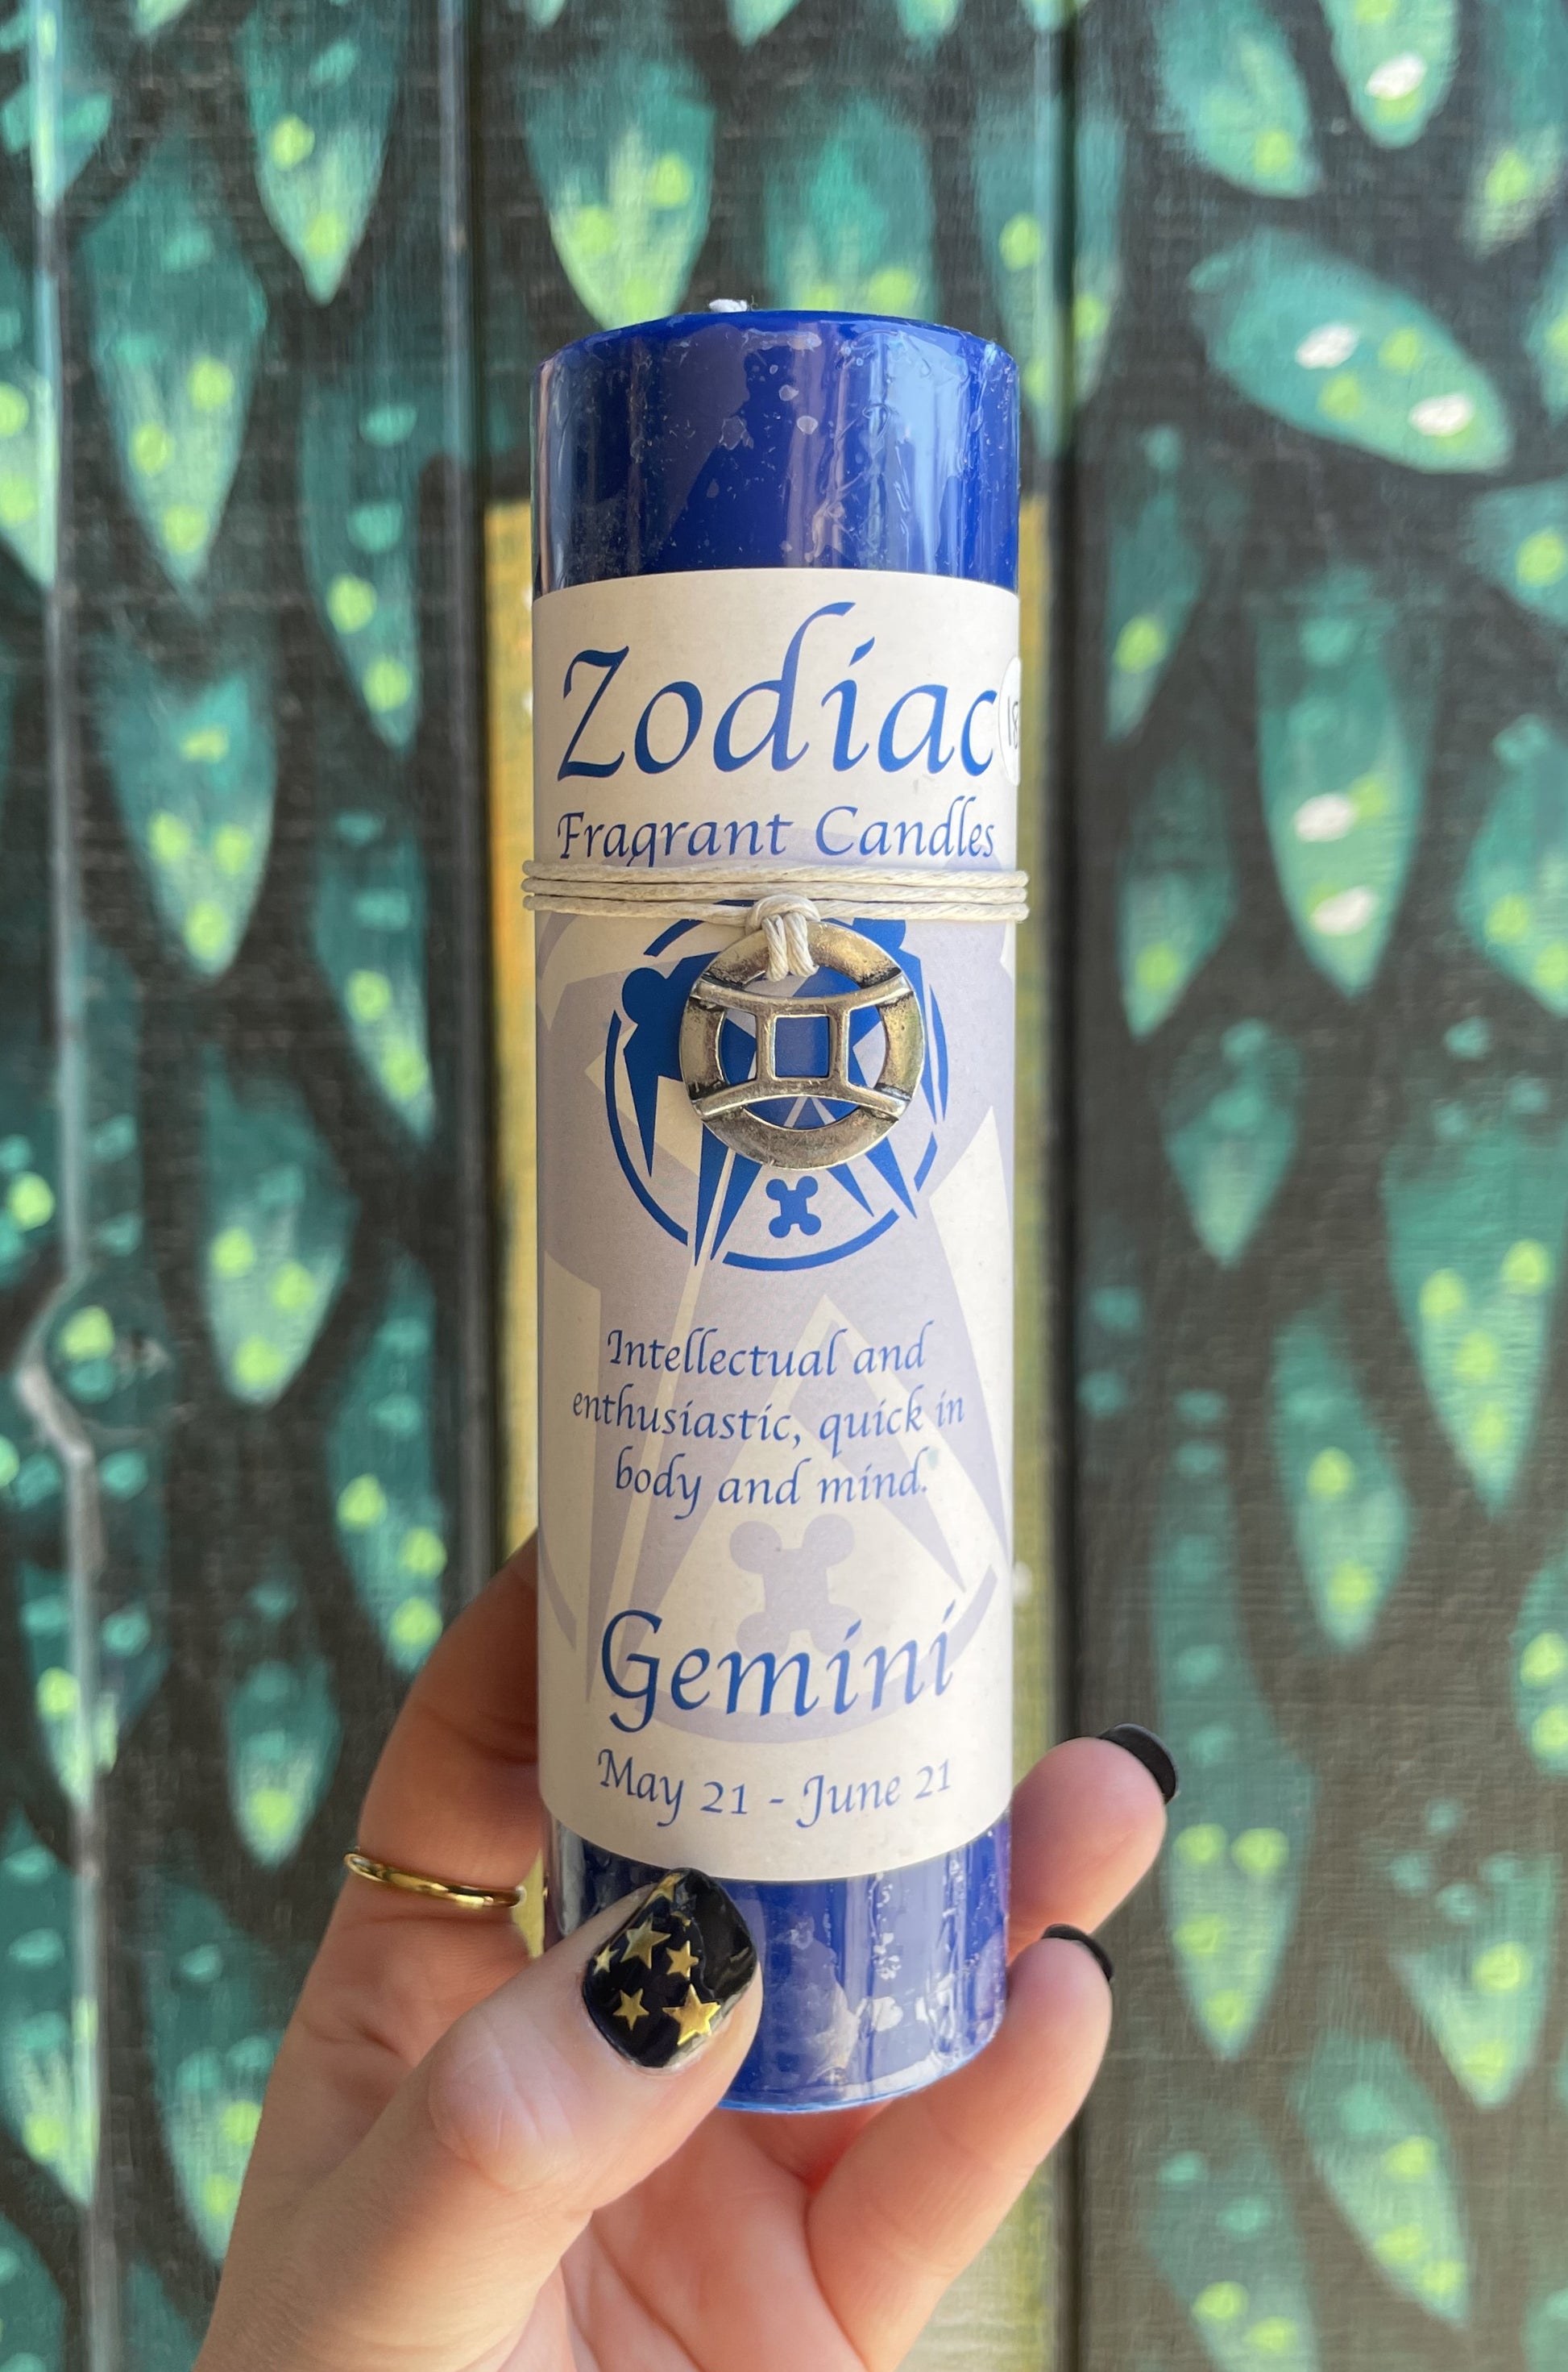 Zodiac
Fragrant Candles
Intellectual and
enthusiastic, quick in
body and mind.
Gemini
May 21 - June 21